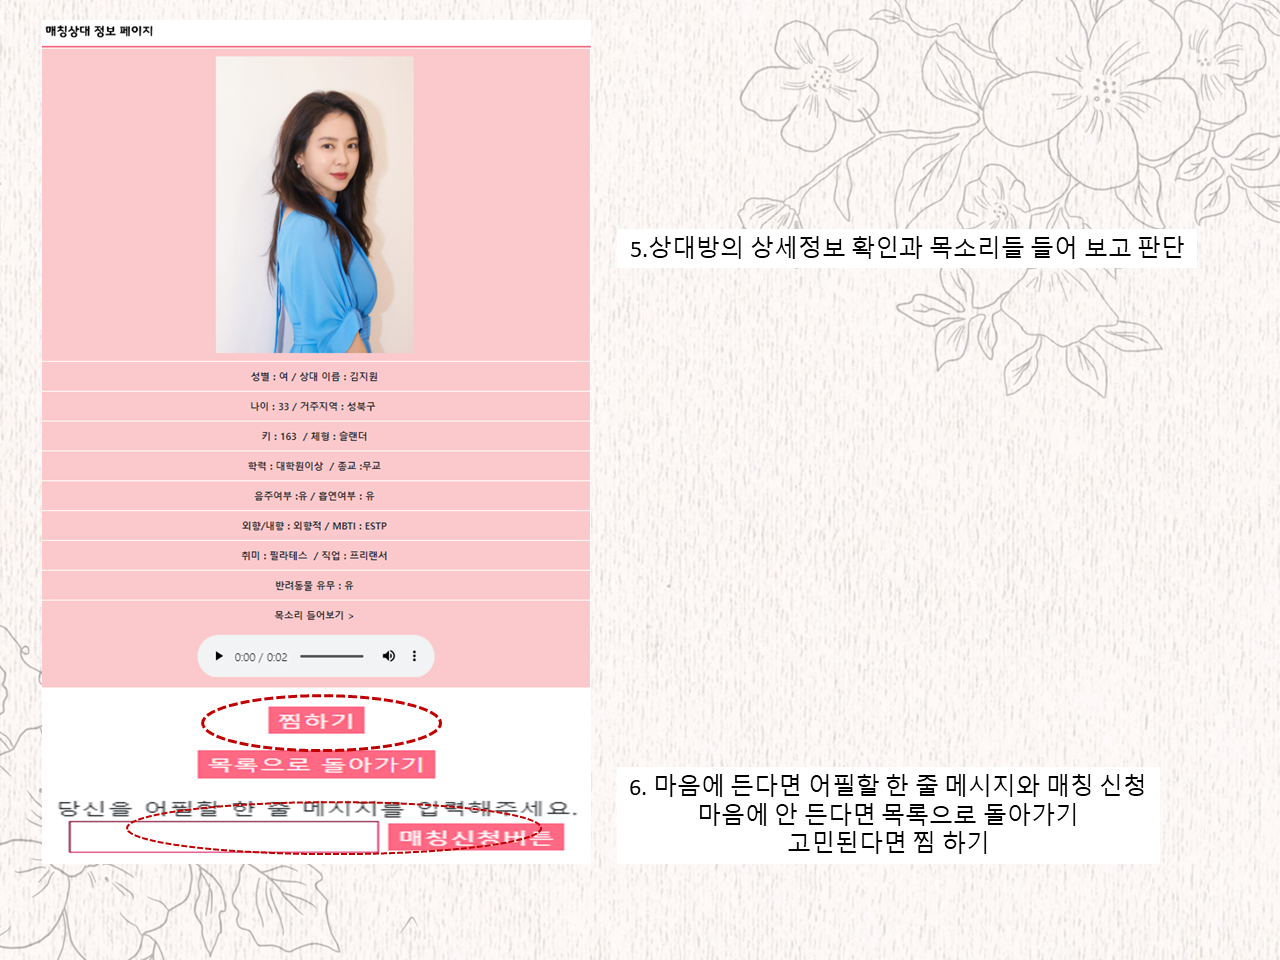 매칭상대 정보 페이지
성별 : 여 / 상대 이름 : 김지원
나이 : 33 / 거주지역 : 성북구
키 : 163 / 체형 : 슬랜더
학력 : 대학원이상 / 종교 :무교
음주여부 :유 / 흡연여부 : 유
외향/내향 : 외향적 / MBTI : ESTP
취미 : 필라테스 / 직업 : 프리랜서
반려동물 유무 : 유
목소리 들어보기 >
0:00 / 0:02
찜하기
목록으로 돌아가기
당신을 어필할 한 줄 메시지를 입력해주세요.
매칭신청버튼
5.상대방의 상세정보 확인과 목소리들 들어 보고 판단
6. 마음에 든다면 어필할 한 줄 메시지와 매칭 신청
마음에 안 든다면 목록으로 돌아가기
고민된다면 찜 하기